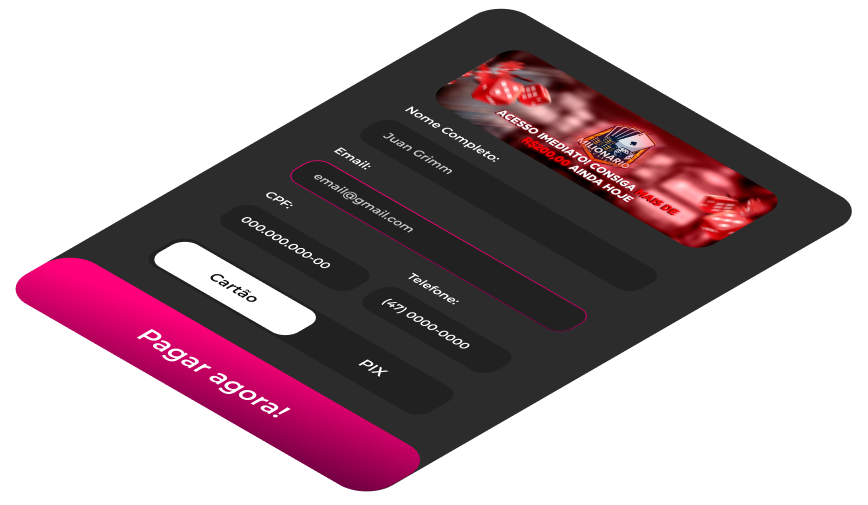 ACESSO IMEDIATO! CONSIGA MAIS DE
R$200,00 AINDA HOJE
MILIONÁRIO
Nome Completo:
Juan Grimm
Email:
email@gmail.com
CPF:
000.000.000-00
Telefone:
(47) 0000-0000
Cartão
PIX
Pagar agora!